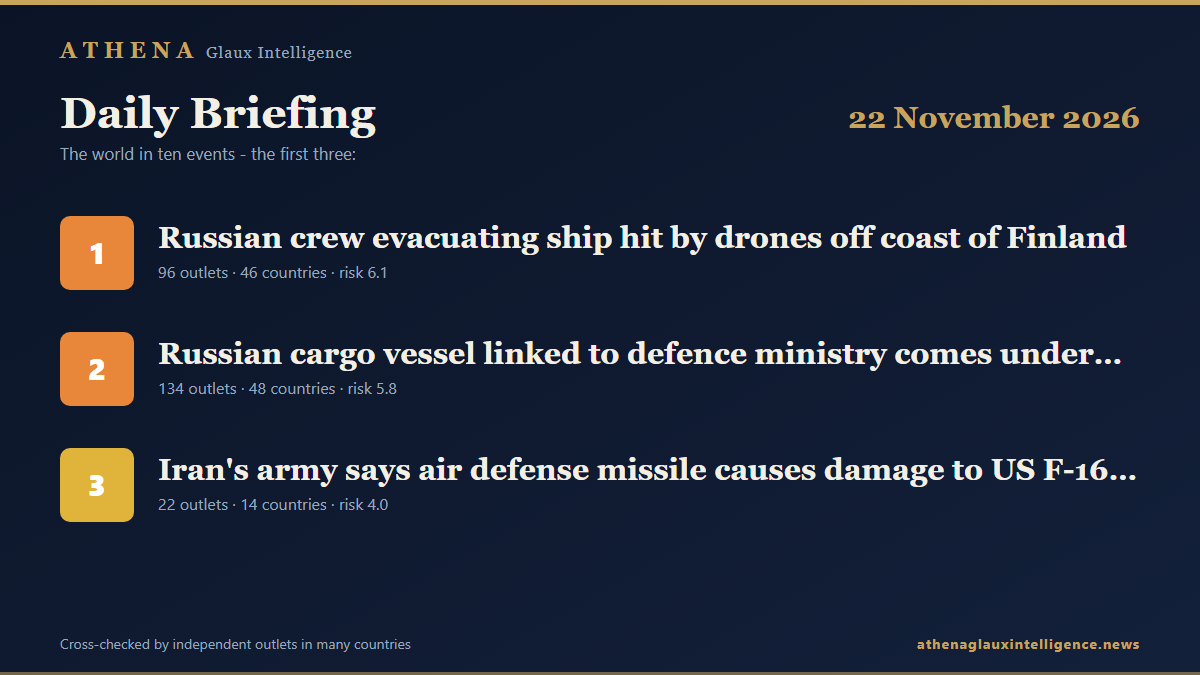 ATHENA Glaux Intelligence
Daily Briefing
22 November 2026
The world in ten events - the first three:
1
Russian crew evacuating ship hit by drones off coast of Finland
96 outlets · 46 countries · risk 6.1
2
Russian cargo vessel linked to defence ministry comes under...
134 outlets · 48 countries · risk 5.8
3
Iran's army says air defense missile causes damage to US F-16...
22 outlets · 14 countries · risk 4.0
Cross-checked by independent outlets in many countries
athenaglauxintelligence.news